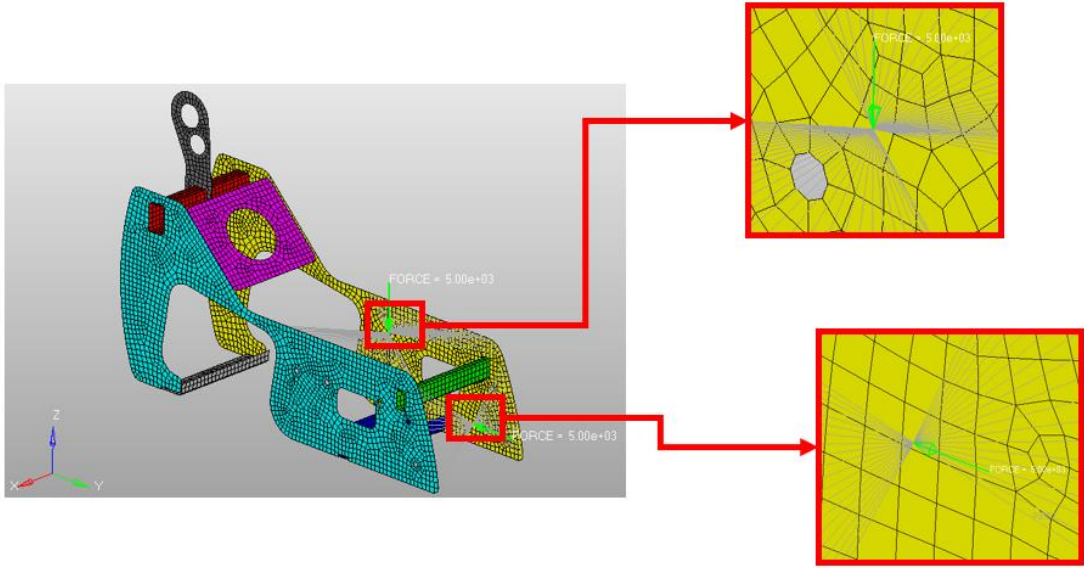 FORCE = 5.00e+03
FORCE = 5.00e+03
Z
FORCE = 5.00e+03
X
Y
FORCE = 5.00e+03